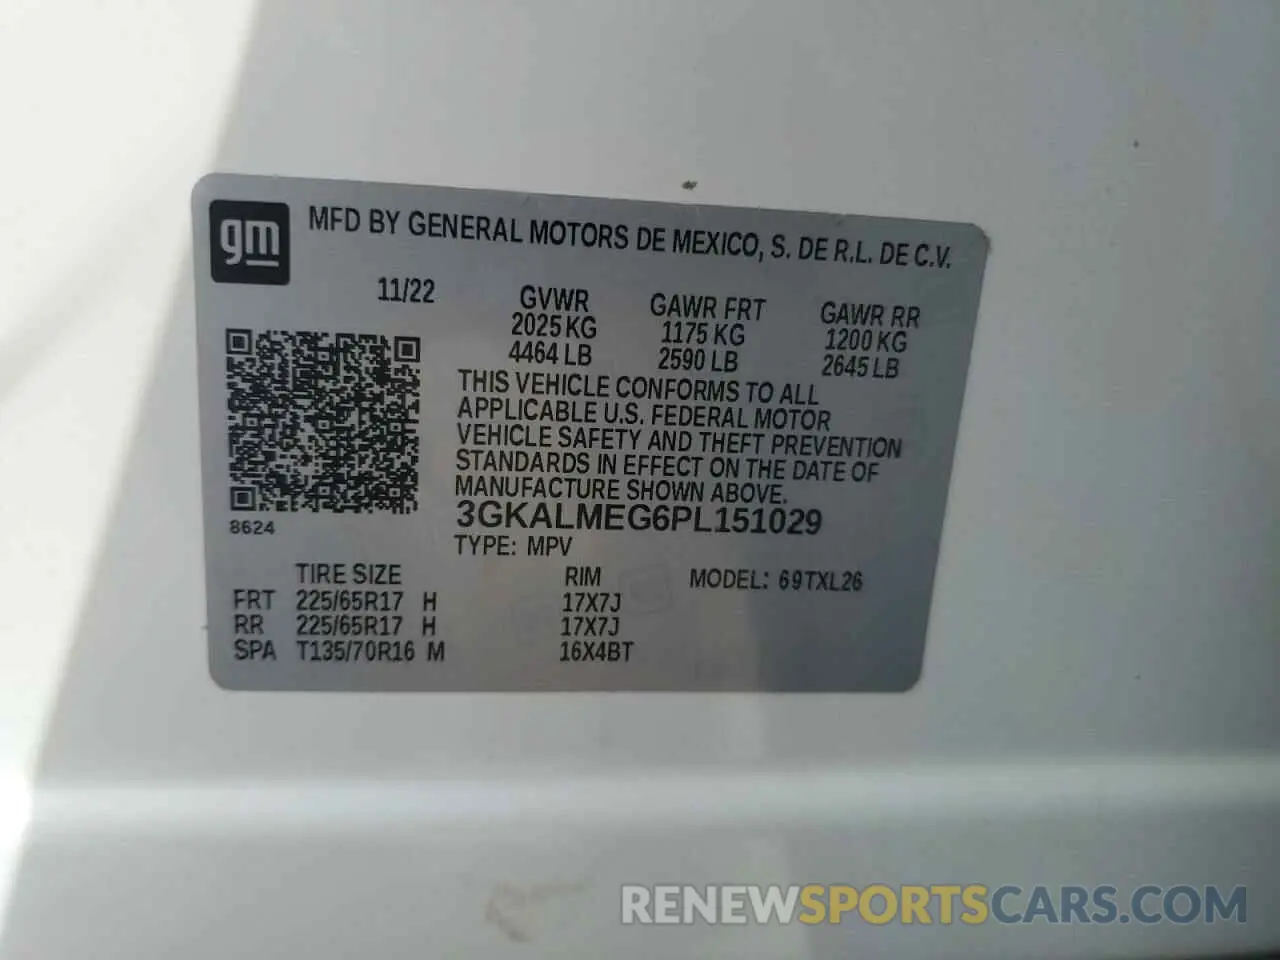 gm
MFD BY GENERAL MOTORS DE MEXICO, S. DE R.L. DE C.V.
11/22 GVWR GAWR FRT GAWR RR
2025 KG 1175 KG 1200 KG
4464 LB 2590 LB 2645 LB
THIS VEHICLE CONFORMS TO ALL
APPLICABLE U.S. FEDERAL MOTOR
VEHICLE SAFETY AND THEFT PREVENTION
STANDARDS IN EFFECT ON THE DATE OF
MANUFACTURE SHOWN ABOVE.
3GKALMEG6PL151029
8624
TYPE: MPV
TIRE SIZE RIM MODEL: 69TXL26
FRT 225/65R17 H 17X7J
RR 225/65R17 H 17X7J
SPA T135/70R16 M 16X4BT
RENEWSPORTSCARS.COM